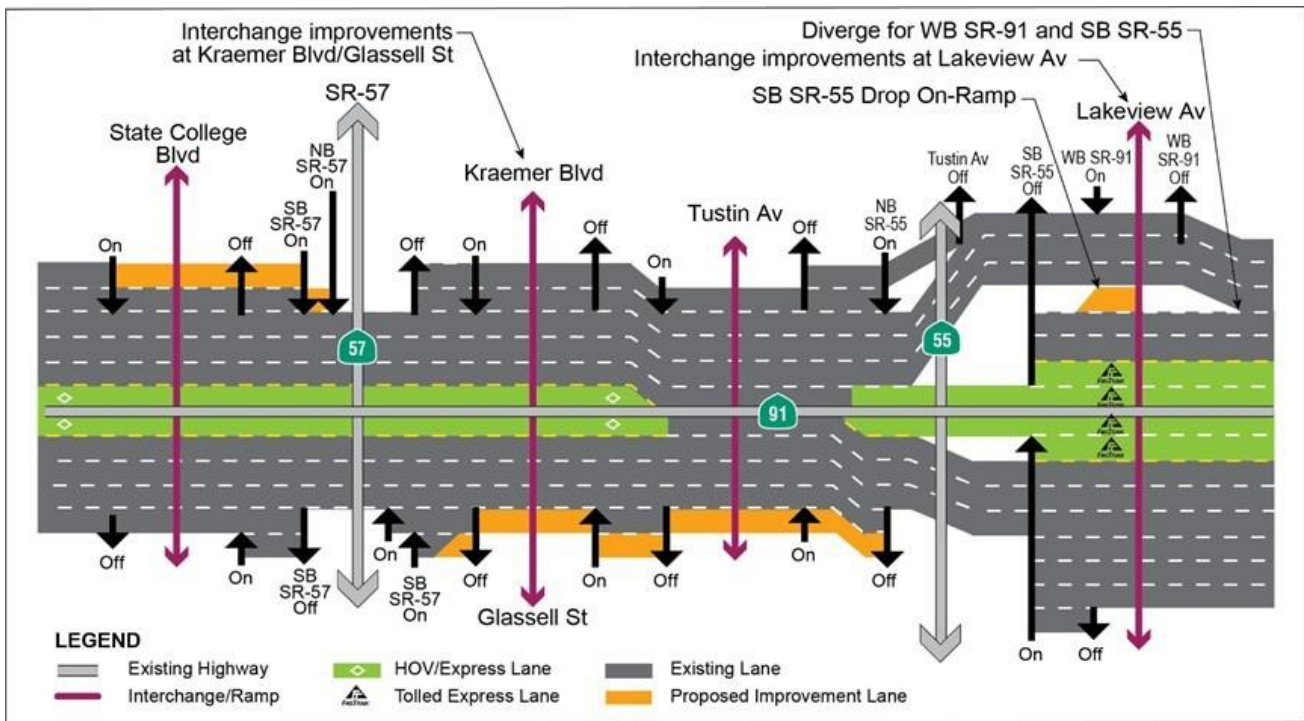 Interchange improvements
at Kraemer Blvd/Glassell St
Diverge for WB SR-91 and SB SR-55
Interchange improvements at Lakeview Av
SB SR-55 Drop On-Ramp
SR-57
State College
Blvd
NB
SR-57
On
SB
SR-57
On
Kraemer Blvd
Tustin Av
Lakeview Av
Tustin Av
Off
SB
SR-55
Off
WB SR-91
On
WB
SR-91
Off
NB
SR-55
On
On
Off
Off
On
Off
On
Off
57
55
91
FasTrak
FasTrak
FasTrak
FasTrak
Off
On
SB
SR-57
Off
On
SB
SR-57
On
Off
Glassell St
On
Off
On
Off
On
Off
LEGEND
Existing Highway
HOV/Express Lane
Existing Lane
Interchange/Ramp
FasTrak
Tolled Express Lane
Proposed Improvement Lane